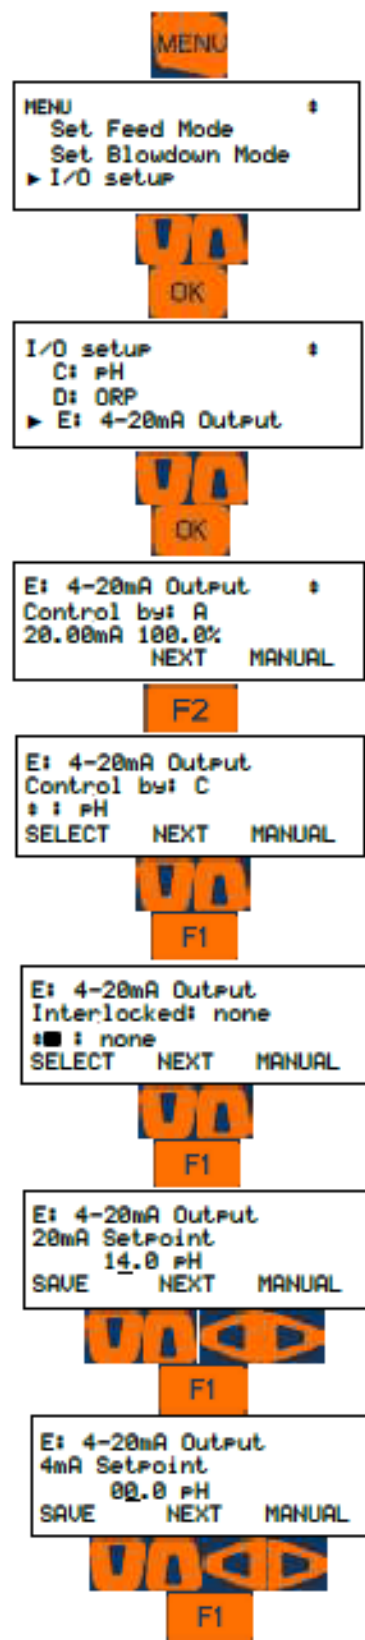 MENU
MENU
Set Feed Mode
Set Blowdown Mode
I/O setup
OK
I/O setup
C: pH
D: ORP
E: 4-20mA Output
OK
E: 4-20mA Output
Control by: A
20.00mA 100.0%
NEXT MANUAL
F2
E: 4-20mA Output
Control by: C
: pH
SELECT NEXT MANUAL
F1
E: 4-20mA Output
Interlocked: none
: none
SELECT NEXT MANUAL
F1
E: 4-20mA Output
20mA Setpoint
14.0 pH
SAVE NEXT MANUAL
F1
E: 4-20mA Output
4mA Setpoint
00.0 pH
SAVE NEXT MANUAL
F1